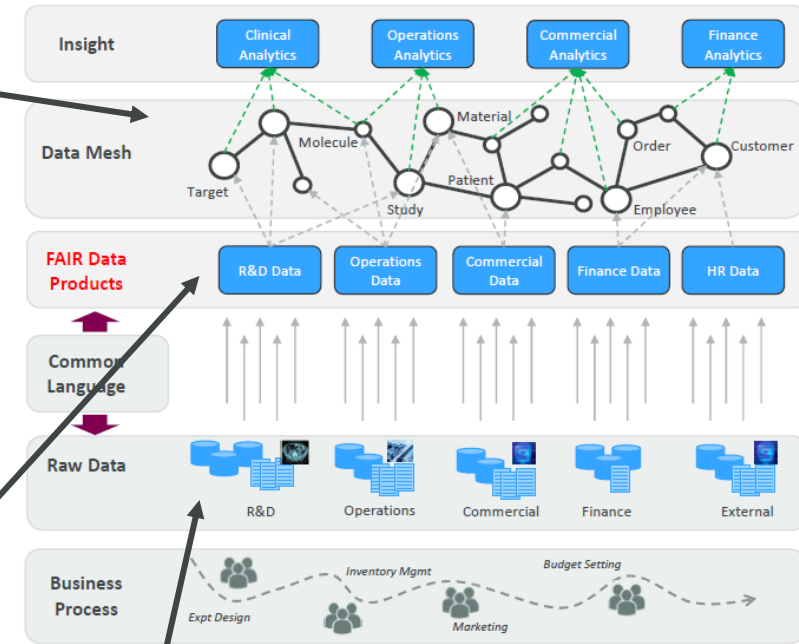 Insight
Clinical
Analytics
Operations
Analytics
Commercial
Analytics
Finance
Analytics
Data Mesh
Target
Molecule
Study
Material
Patient
Employee
Order
Customer
FAIR Data
Products
R&D Data
Operations
Data
Commercial
Data
Finance Data
HR Data
Common
Language
Raw Data
R&D
Operations
Commercial
Finance
External
Business
Process
Expt Design
Inventory Mgmt
Marketing
Budget Setting